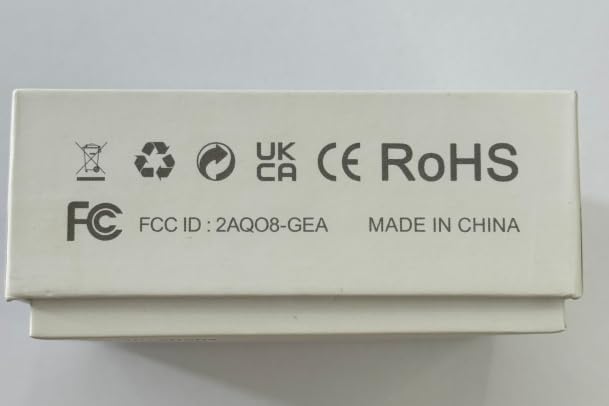 UK CA CE RoHS
FC FCC ID : 2AQO8-GEA MADE IN CHINA